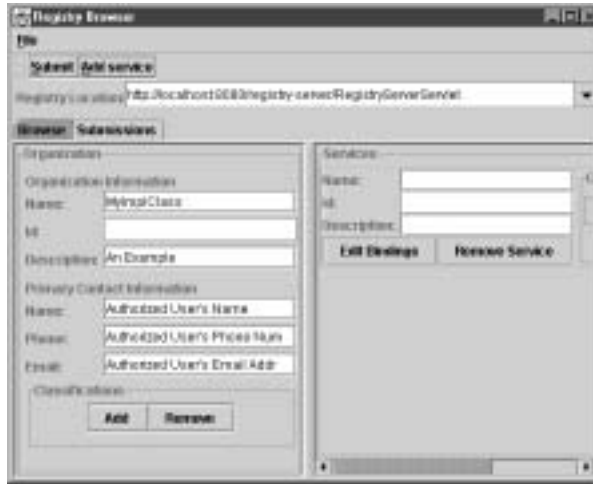 Registry Browser
File
Submit Add service
Registry Location: http://localhost:8080/registry-server/RegistryServerServlet
Browse Submissions
Organization
Organization Information
Name: MyImplClass
Id:
Description: An Example
Primary Contact Information
Name: Authorized User's Name
Phone: Authorized User's Phone Num
Email: Authorized User's Email Addr
Classifications
Add Remove
Services
Name:
Id:
Description:
Edit Bindings Remove Service